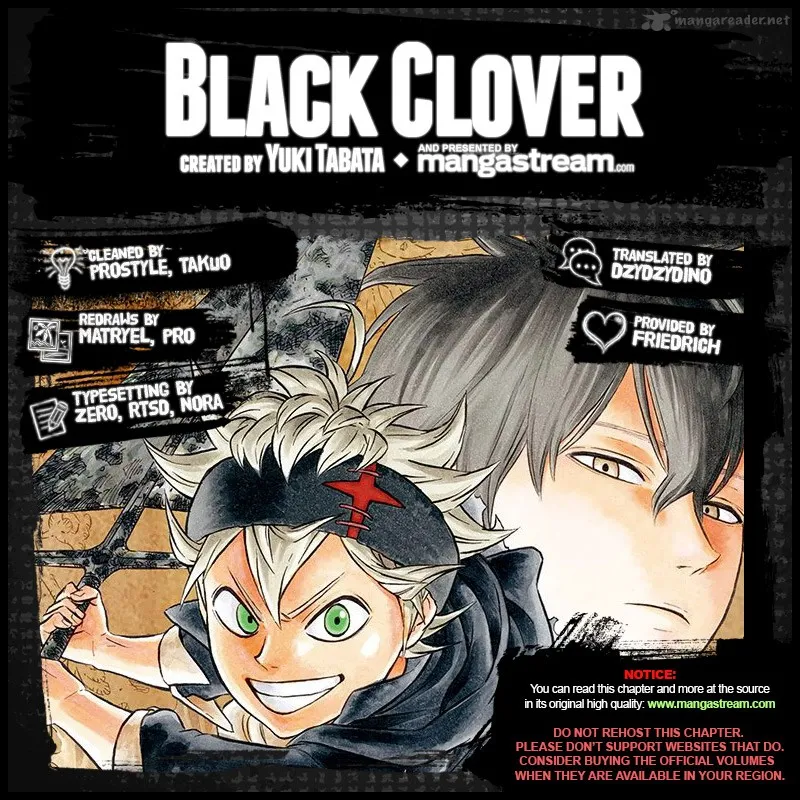 mangareader.net
BLACK CLOVER
CREATED BY YUKI TABATA ◆ AND PRESENTED BY mangastream.com
CLEANED BY
PROSTYLE, TAKUO
REDRAWS BY
MATRYEL, PRO
TYPESETTING BY
ZERO, RTSD, NORA
TRANSLATED BY
DZYDZYDINO
PROVIDED BY
FRIEDRICH
NOTICE:
You can read this chapter and more at the source
in its original high quality: www.mangastream.com
DO NOT REHOST THIS CHAPTER.
PLEASE DON'T SUPPORT WEBSITES THAT DO.
CONSIDER BUYING THE OFFICIAL VOLUMES
WHEN THEY ARE AVAILABLE IN YOUR REGION.